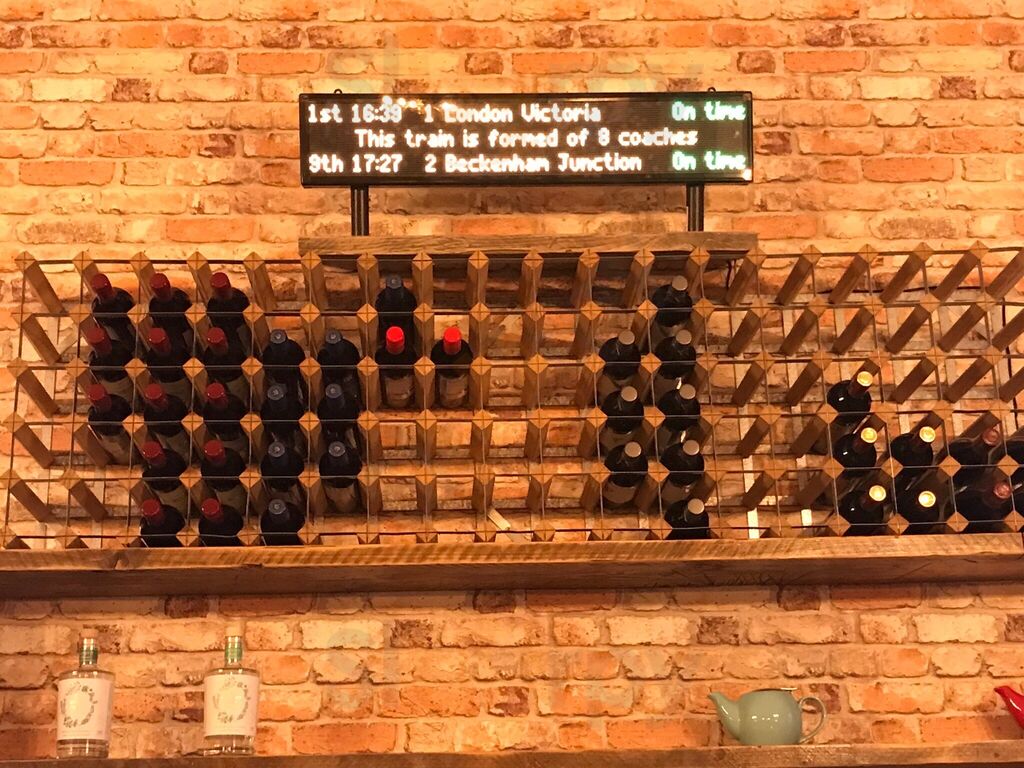 1st 16:39 1 London Victoria On time
This train is formed of 8 coaches
9th 17:27 2 Beckenham Junction On time